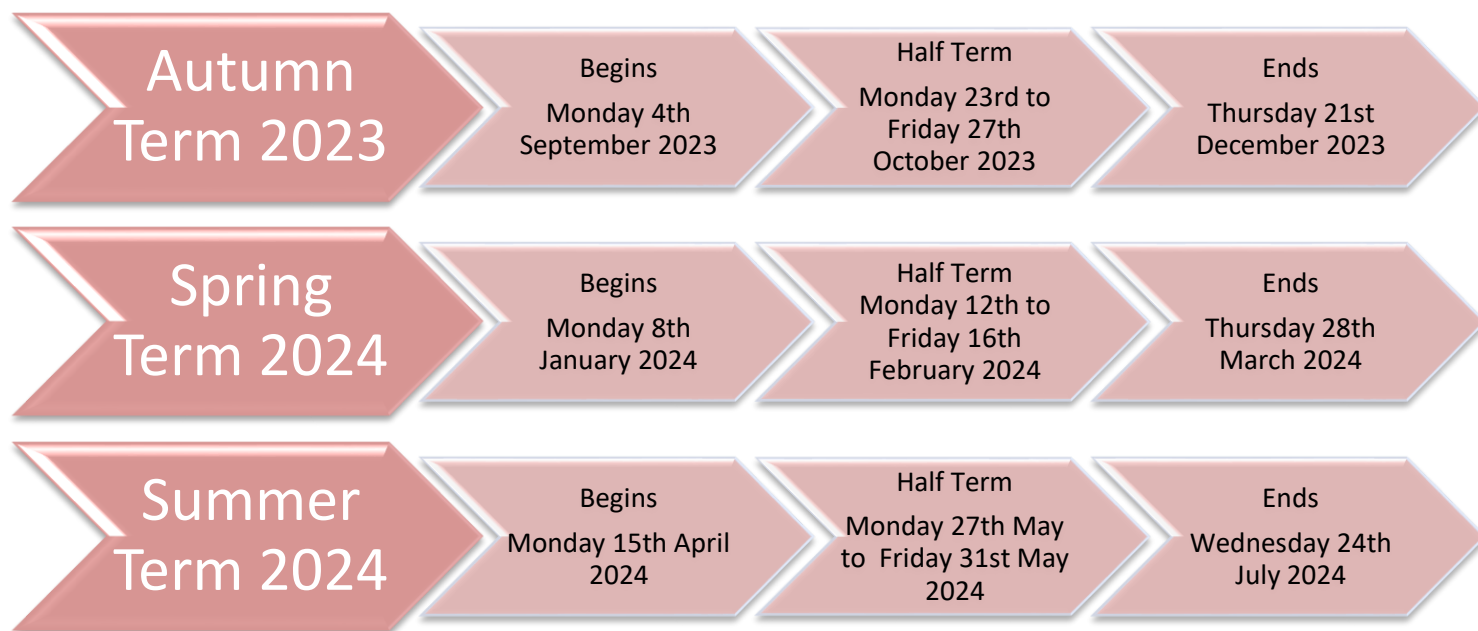 Autumn
Term 2023
Begins
Monday 4th
September 2023
Half Term
Monday 23rd to
Friday 27th
October 2023
Ends
Thursday 21st
December 2023
Spring
Term 2024
Begins
Monday 8th
January 2024
Half Term
Monday 12th to
Friday 16th
February 2024
Ends
Thursday 28th
March 2024
Summer
Term 2024
Begins
Monday 15th April
2024
Half Term
Monday 27th May
to  Friday 31st May
2024
Ends
Wednesday 24th
July 2024